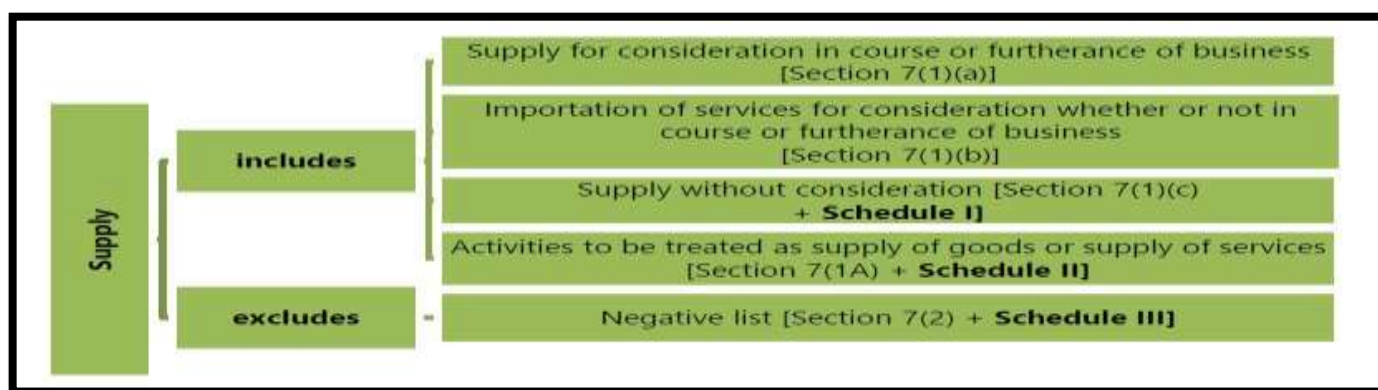 Supply
includes
Supply for consideration in course or furtherance of business
[Section 7(1)(a)]
Importation of services for consideration whether or not in
course or furtherance of business
[Section 7(1)(b)]
Supply without consideration [Section 7(1)(c)
+ Schedule I]
Activities to be treated as supply of goods or supply of services
[Section 7(1A) + Schedule II]
excludes
Negative list [Section 7(2) + Schedule III]